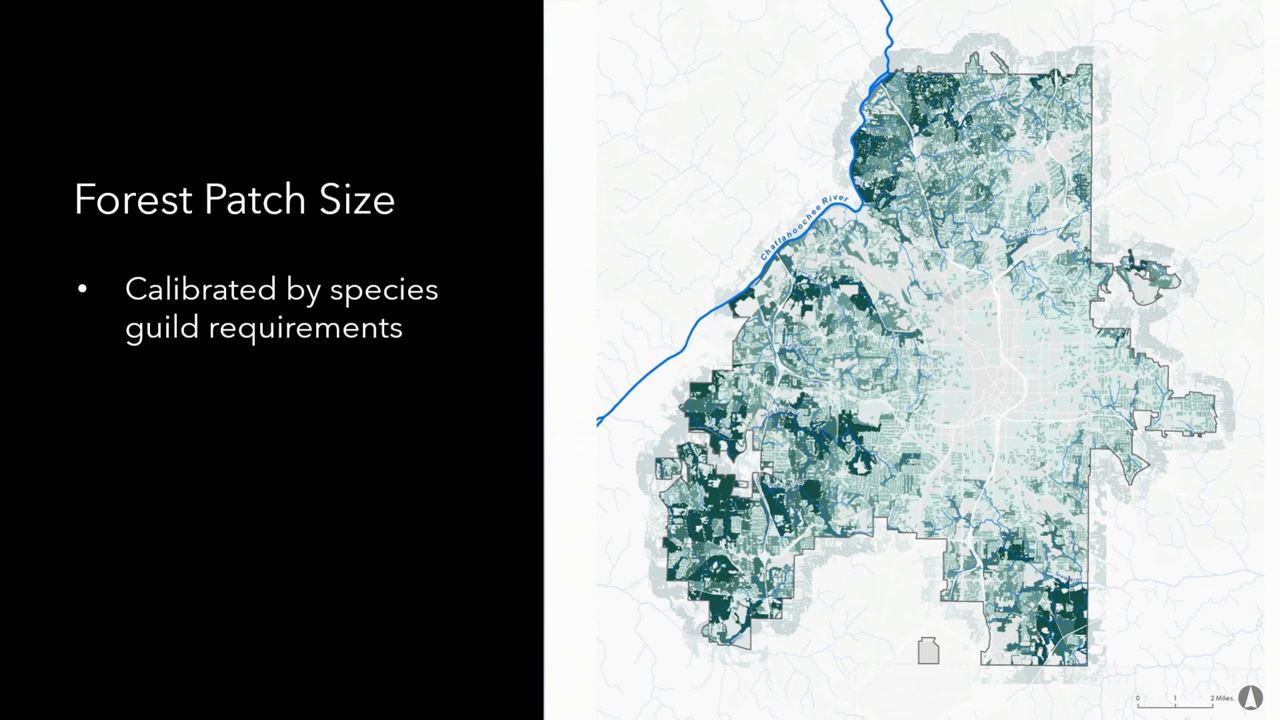 Forest Patch Size
• Calibrated by species
guild requirements
Chattahoochee River
0 1 2 Miles